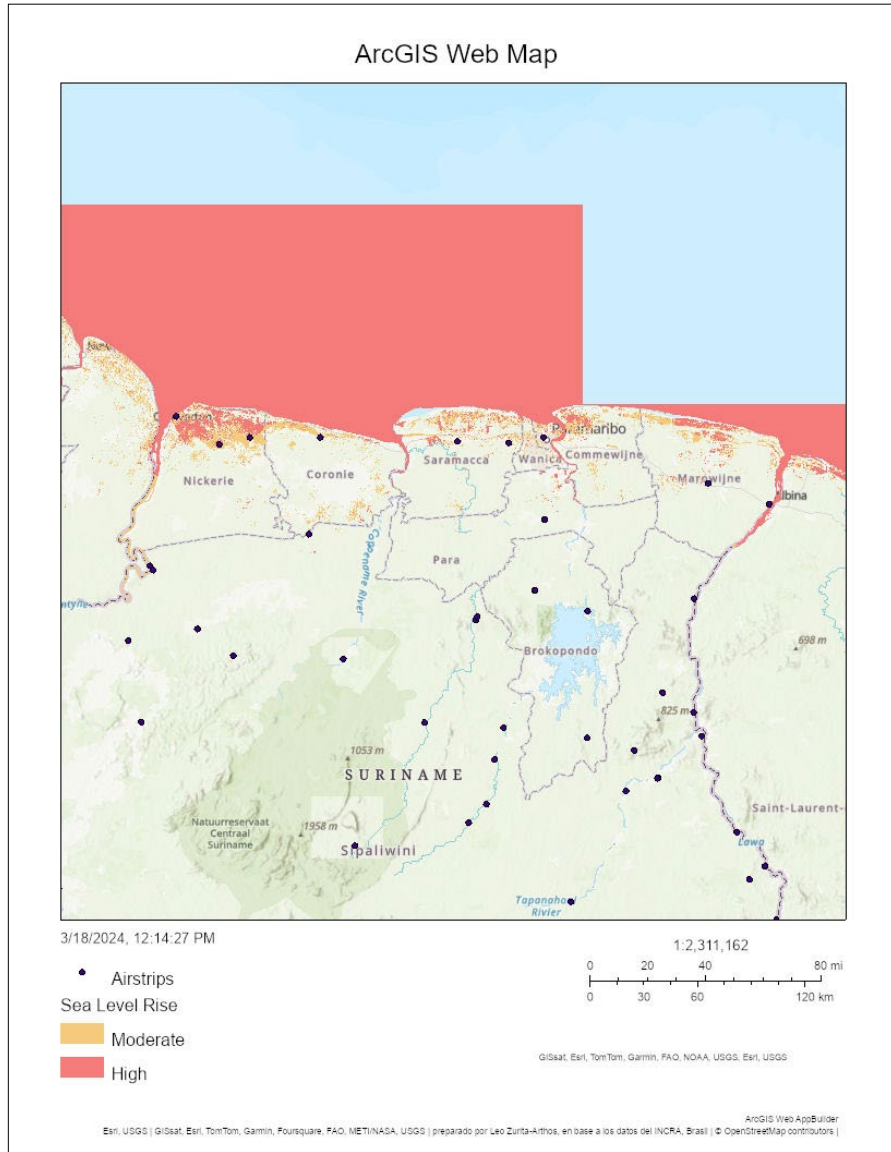 ArcGIS Web Map
Paramaribo
Nickerie
Coronie
Saramacca
Wanica
Commewijne
Marowijne
Albina
Para
Coppename River
Brokopondo
698 m
825 m
1053 m
SURINAME
Natuurreservaat
Centraal
Suriname
1958 m
Sipaliwini
Saint-Laurent-
Lawa
Rivier
3/18/2024, 12:14:27 PM
1:2,311,162
0 20 40 80 mi
0 30 60 120 km
Airstrips
Sea Level Rise
Moderate
High
GISsat, Esri, TomTom, Garmin, FAO, NOAA, USGS, Esri, USGS
ArcGIS Web AppBuilder
Esri, USGS | GISsat, Esri, TomTom, Garmin, Foursquare, FAO, METI/NASA, USGS | preparado por Leo Zurita-Arthos, en base a los datos del INCRA, Brasil | © OpenStreetMap contributors |